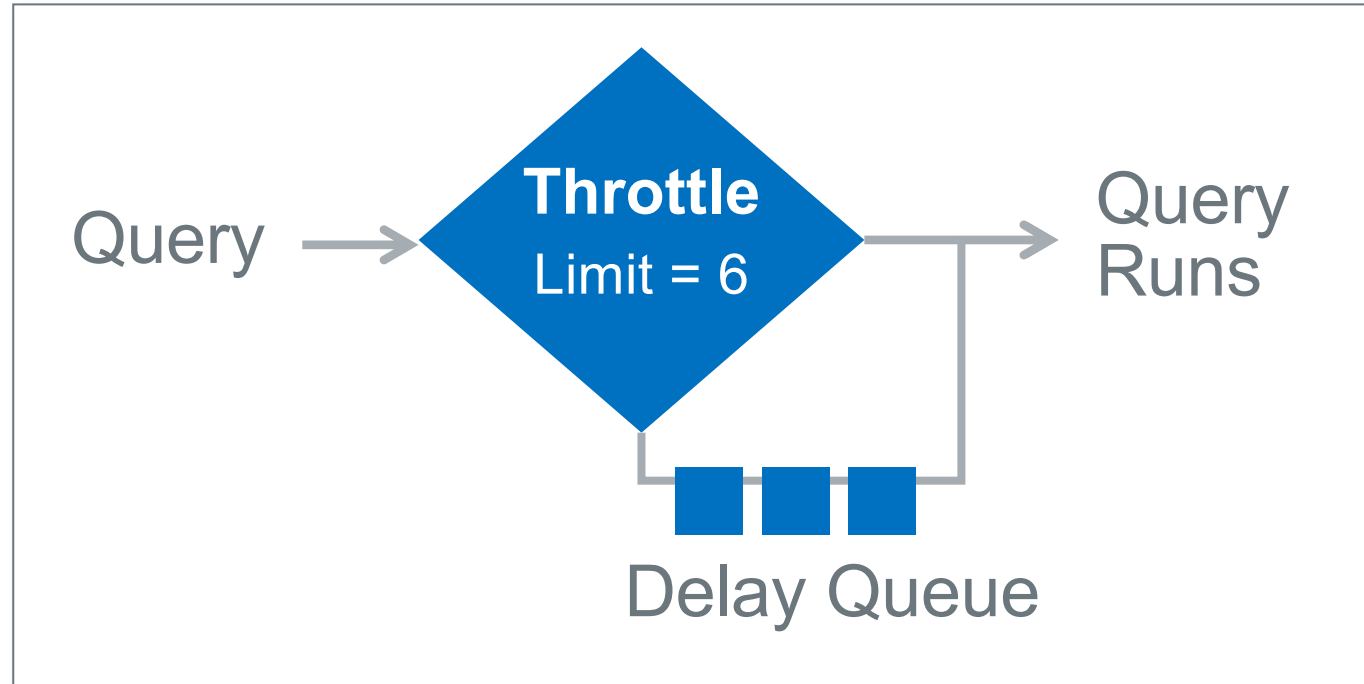 Query
Throttle
Limit = 6
Query
Runs
Delay Queue